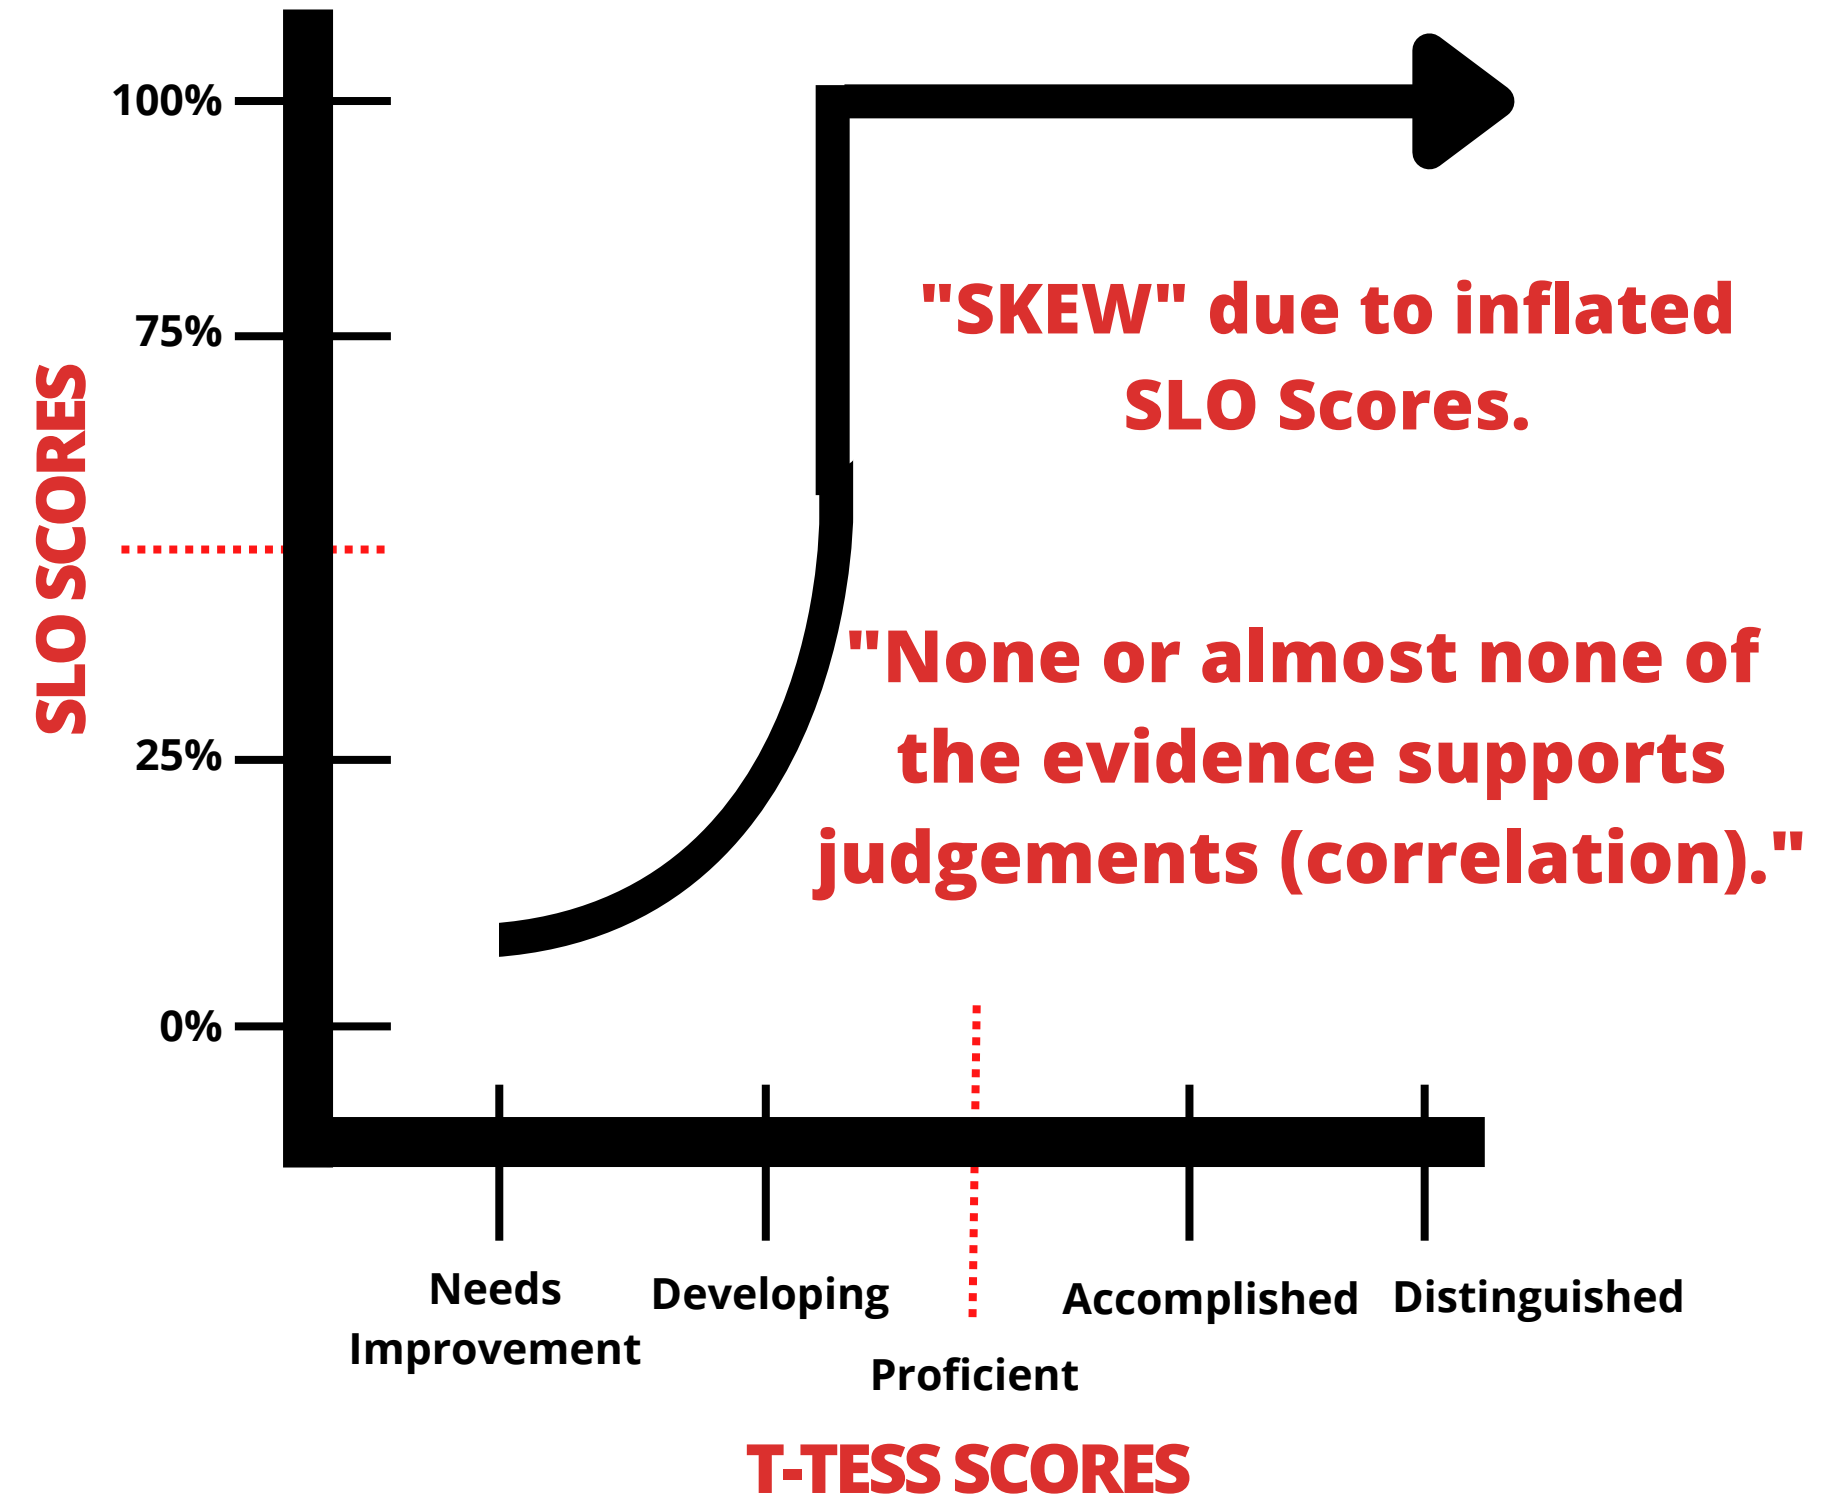 100%
75%
SLO SCORES
25%
0%
"SKEW" due to inflated
SLO Scores.
"None or almost none of
the evidence supports
judgements (correlation)."
Needs
Improvement
Developing
Proficient
Accomplished
Distinguished
T-TESS SCORES